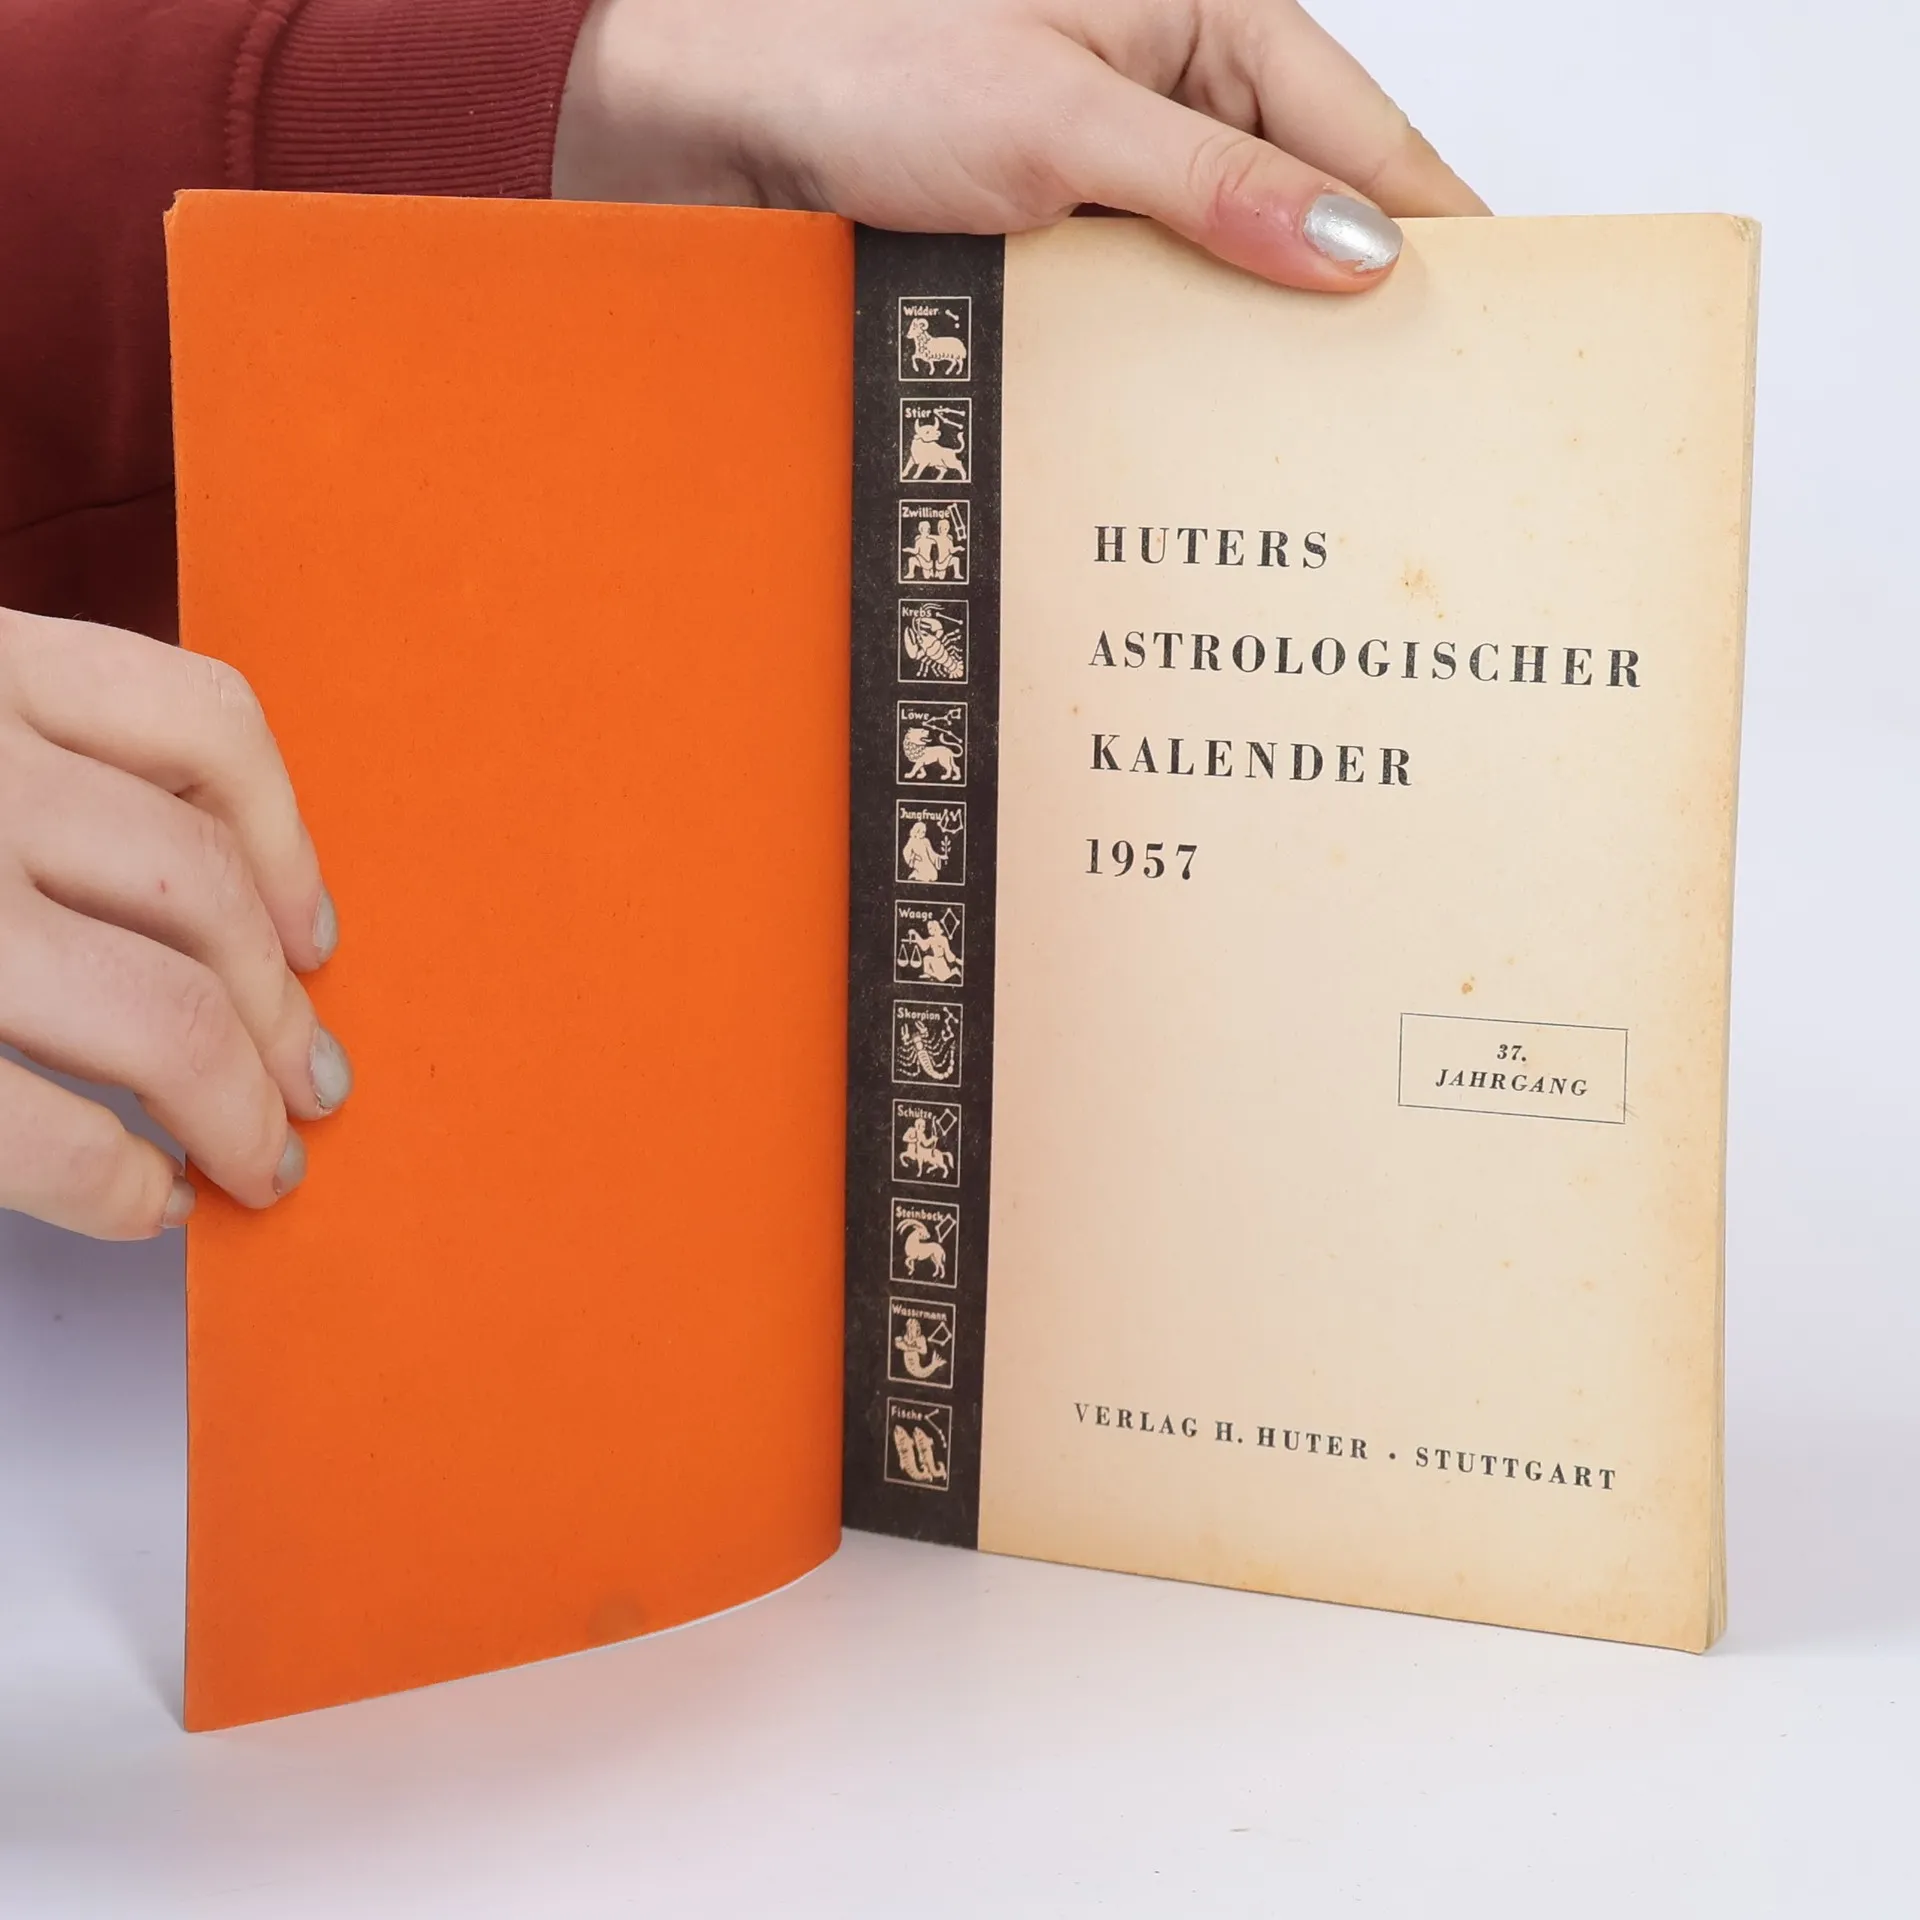 Widder
Stier
Zwillinge
Krebs
Löwe
Jungfrau
Waage
Skorpion
Schütze
Steinbock
Wassermann
Fische
HUTERS
ASTROLOGISCHER
KALENDER
1957
37.
JAHRGANG
VERLAG H. HUTER · STUTTGART